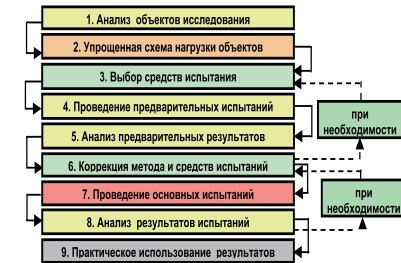 1. Анализ объектов исследования
2. Упрощенная схема нагрузки объектов
3. Выбор средств испытания
4. Проведение предварительных испытаний
при
необходимости
5. Анализ предварительных результатов
6. Коррекция метода и средств испытаний
7. Проведение основных испытаний
при
необходимости
8. Анализ результатов испытаний
9. Практическое использование результатов